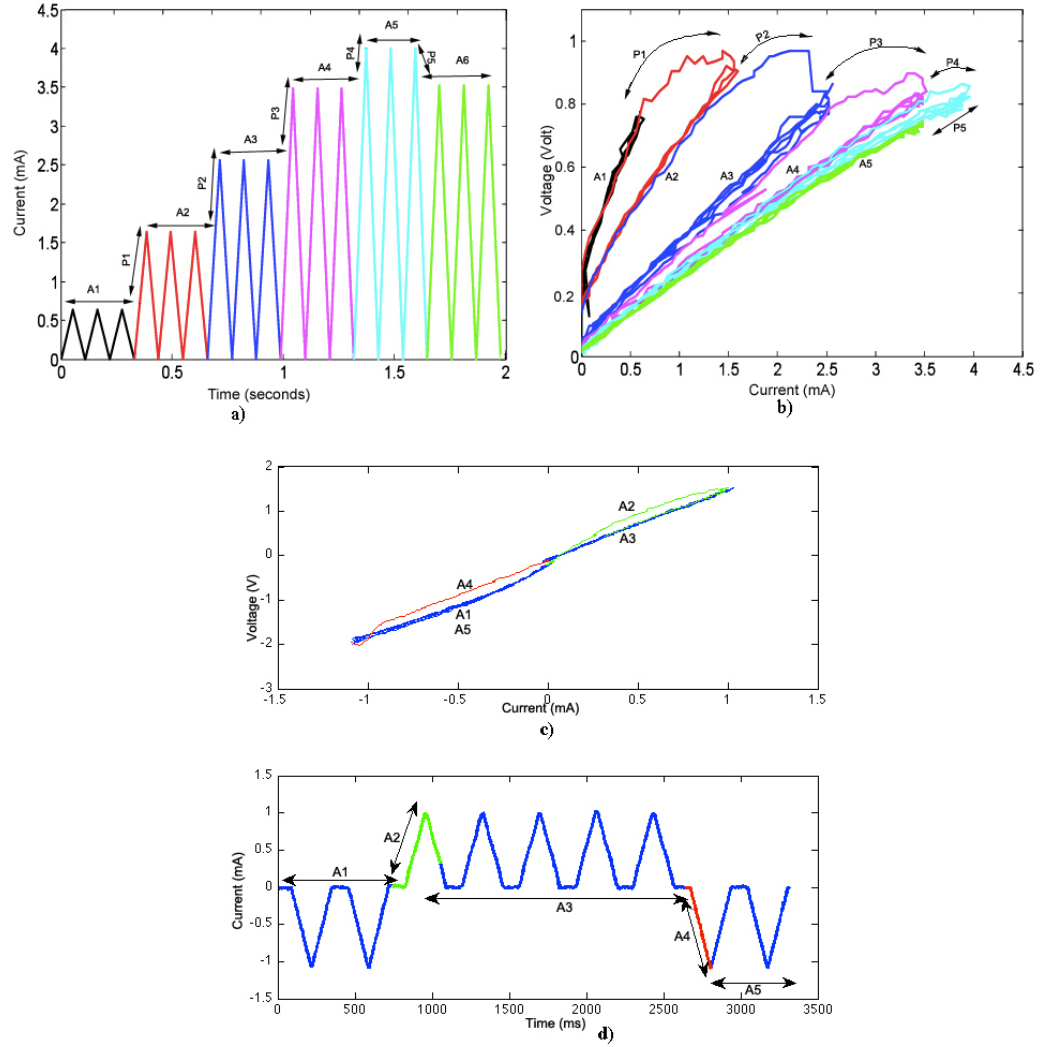 4.5
4
3.5
3
2.5
2
1.5
1
0.5
0
Current (mA)
A1
P1
A2
P2
A3
P3
A4
P4
A5
P5
A6
0 0.5 1 1.5 2
Time (seconds)
a)
1
0.8
0.6
0.4
0.2
0
Voltage (Volt)
P1
P2
P3
P4
P5
A1
A2
A3
A4
A5
0 0.5 1 1.5 2 2.5 3 3.5 4 4.5
Current (mA)
b)
2
1
0
-1
-2
-3
Voltage (V)
A2
A3
A4
A1
A5
-1.5 -1 -0.5 0 0.5 1 1.5
Current (mA)
c)
1.5
1
0.5
0
-0.5
-1
-1.5
Current (mA)
A1
A2
A3
A4
A5
0 500 1000 1500 2000 2500 3000 3500
Time (ms)
d)